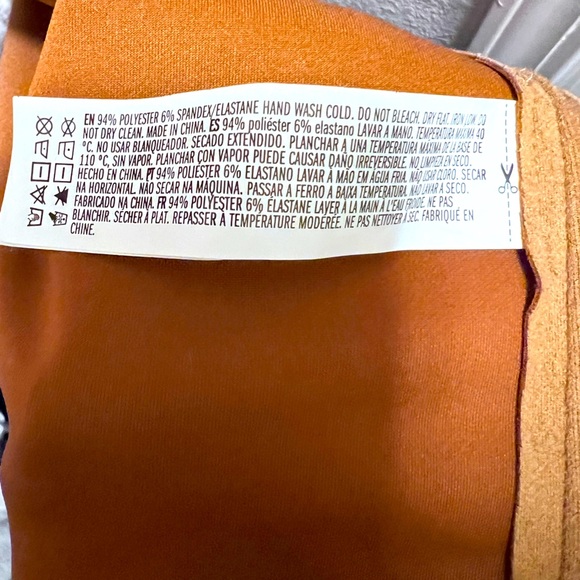 EN 94% POLYESTER 6% SPANDEX/ELASTANE HAND WASH COLD. DO NOT BLEACH. DRY FLAT. IRON LOW. DO
NOT DRY CLEAN. MADE IN CHINA. ES 94% poliéster 6% elastano LAVAR A MANO. TEMPERATURA MÁXIMA 40
°C. NO USAR BLANQUEADOR. SECADO EXTENDIDO. PLANCHAR A UNA TEMPERATURA MÁXIMA DE LA BASE DE
110 °C, SIN VAPOR. PLANCHAR CON VAPOR PUEDE CAUSAR DAÑO IRREVERSIBLE. NO LIMPIEZA EN SECO.
HECHO EN CHINA. PT 94% POLIÉSTER 6% ELASTANO LAVAR À MÃO EM ÁGUA FRIA. NÃO USAR CLORO. SECAR
NA HORIZONTAL. NÃO SECAR NA MÁQUINA. PASSAR A FERRO À BAIXA TEMPERATURA. NÃO LAVAR À SECO.
FABRICADO NA CHINA. FR 94% POLYESTER 6% ELASTANE LAVER À LA MAIN À L'EAU FROIDE. NE PAS
BLANCHIR. SÉCHER À PLAT. REPASSER À TEMPÉRATURE MODÉRÉE. NE PAS NETTOYER À SEC. FABRIQUÉ EN
CHINE.